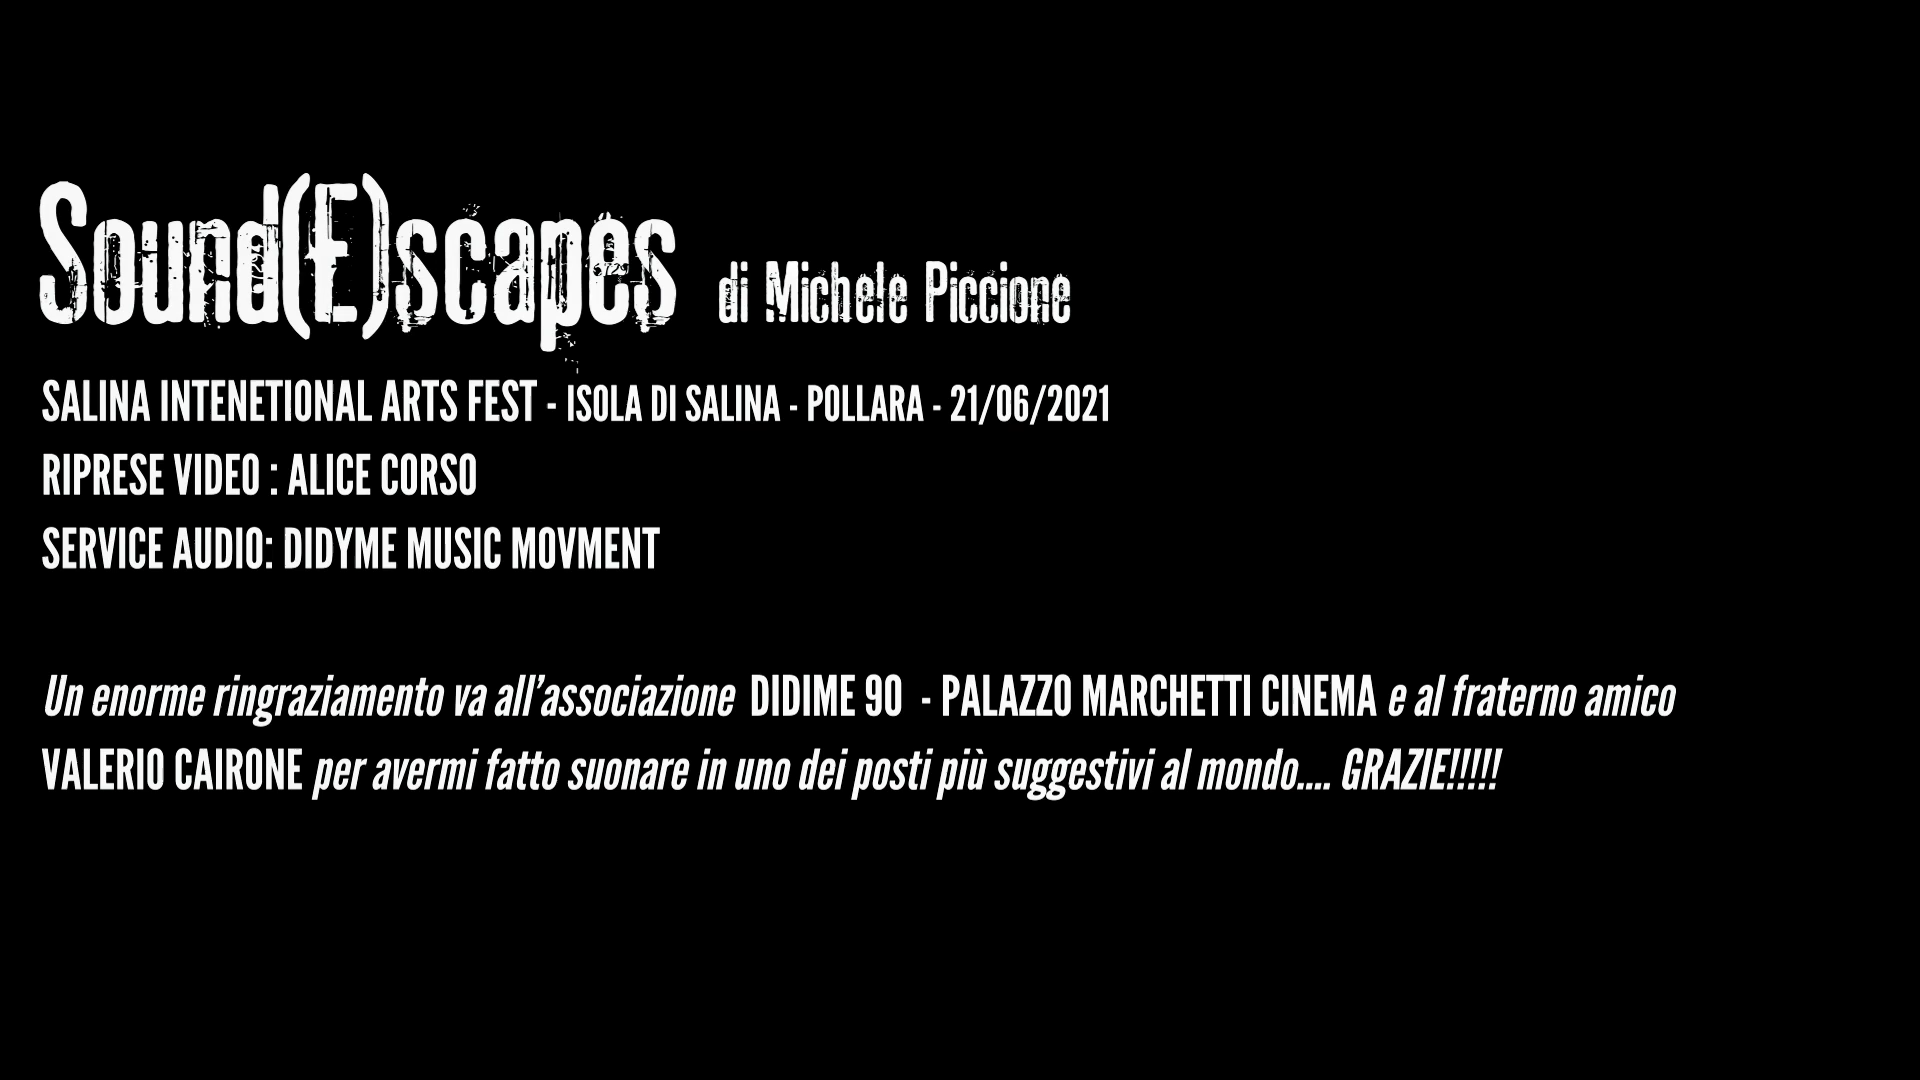 Sound(E)scapes di Michele Piccione
SALINA INTENETIONAL ARTS FEST - ISOLA DI SALINA - POLLARA - 21/06/2021
RIPRESE VIDEO : ALICE CORSO
SERVICE AUDIO: DIDYME MUSIC MOVMENT
Un enorme ringraziamento va all’associazione DIDIME 90 - PALAZZO MARCHETTI CINEMA e al fraterno amico
VALERIO CAIRONE per avermi fatto suonare in uno dei posti più suggestivi al mondo.... GRAZIE!!!!!